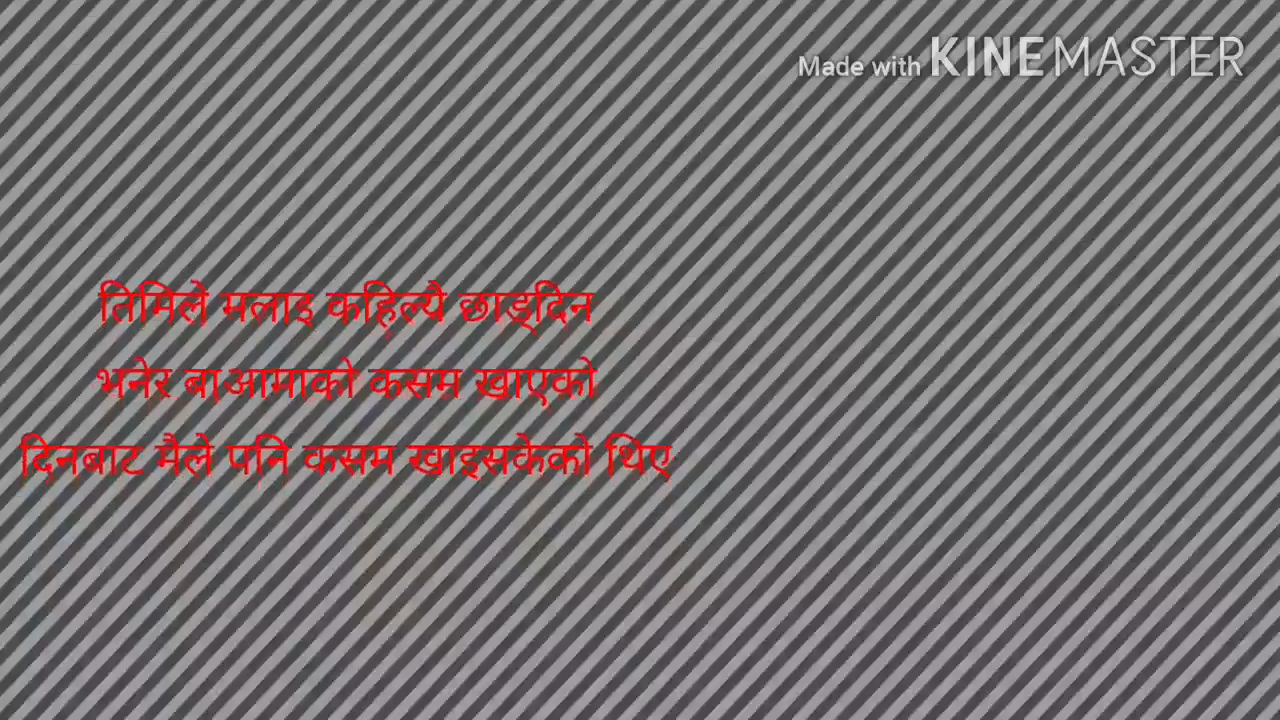 Made with KINEMASTER
तिमिले मलाइ कहिल्यै छाड्दिन
भनेर बाआमाको कसम खाएको
दिनबाट मैले पनि कसम खाइसकेको थिए